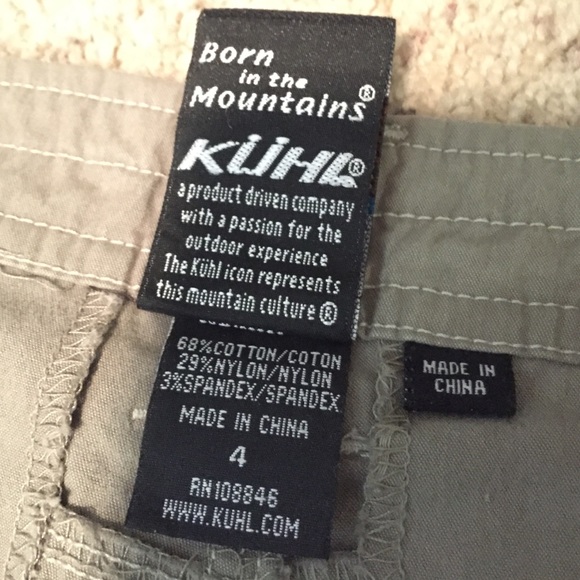 Born
in the
Mountains®
KÜHL®
a product driven company
with a passion for the
outdoor experience
The Kühl icon represents
this mountain culture ®
68%COTTON/COTON
29%NYLON/NYLON
3%SPANDEX/SPANDEX
MADE IN CHINA
4
RN108846
WWW.KUHL.COM
MADE IN
CHINA